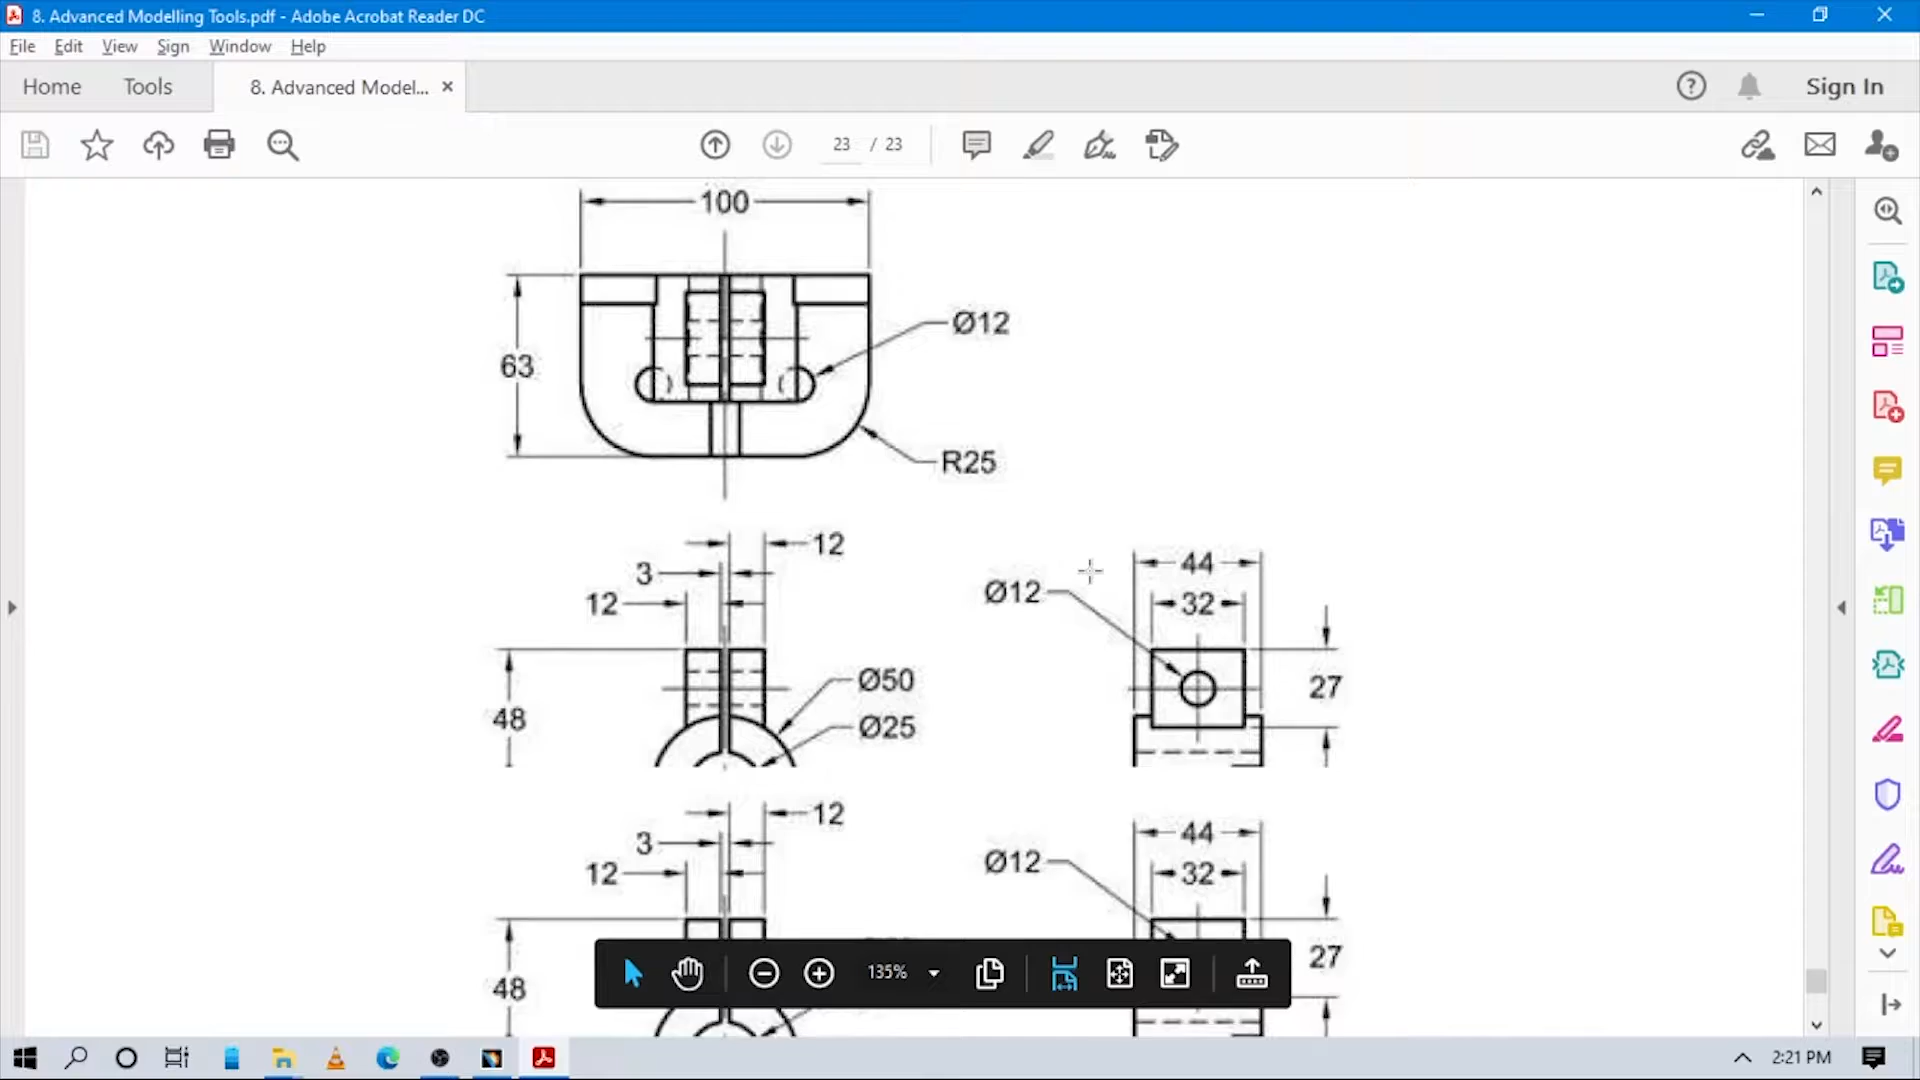 8. Advanced Modelling Tools.pdf - Adobe Acrobat Reader DC
File Edit View Sign Window Help
Home Tools 8. Advanced Model... ×
Sign In
23 / 23
100
63
Ø12
R25
12
3
12
48
Ø50
Ø25
44
Ø12
32
27
12
3
12
48
44
Ø12
32
27
135%
2:21 PM